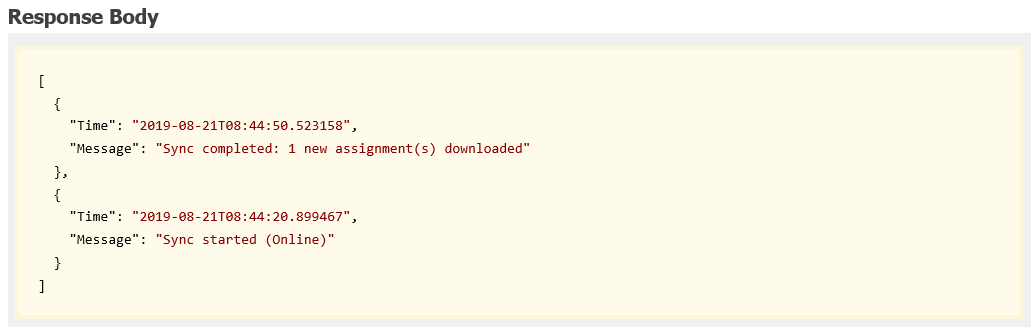 Response Body
[
{
"Time": "2019-08-21T08:44:50.523158",
"Message": "Sync completed: 1 new assignment(s) downloaded"
},
{
"Time": "2019-08-21T08:44:20.899467",
"Message": "Sync started (Online)"
}
]